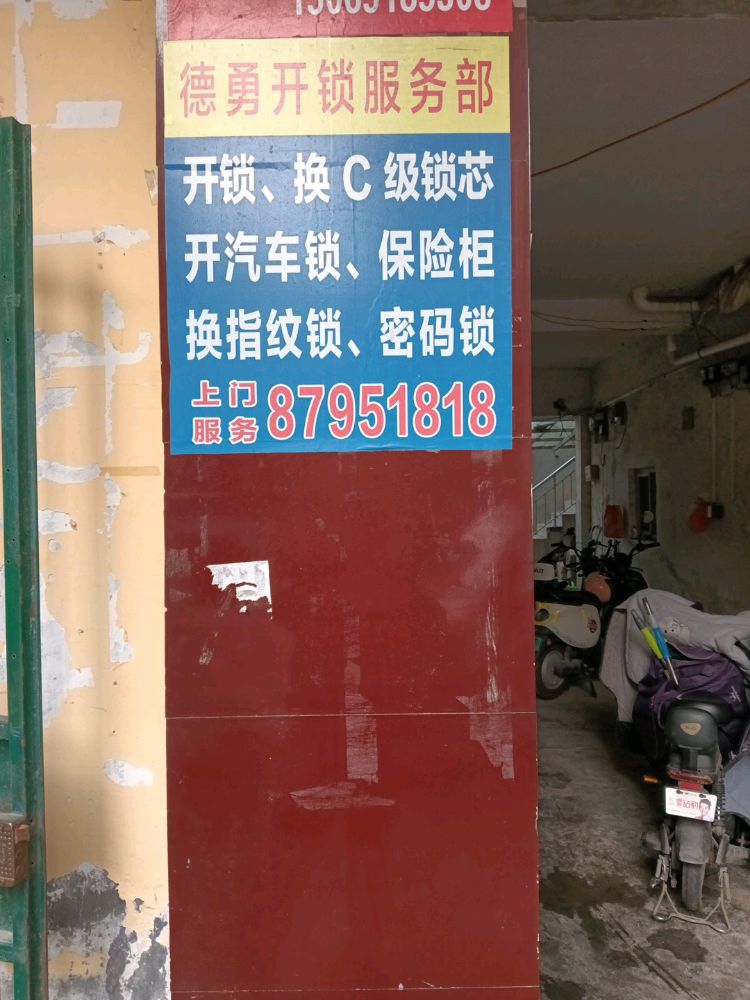 德勇开锁服务部
开锁、换C级锁芯
开汽车锁、保险柜
换指纹锁、密码锁
上门服务 87951818